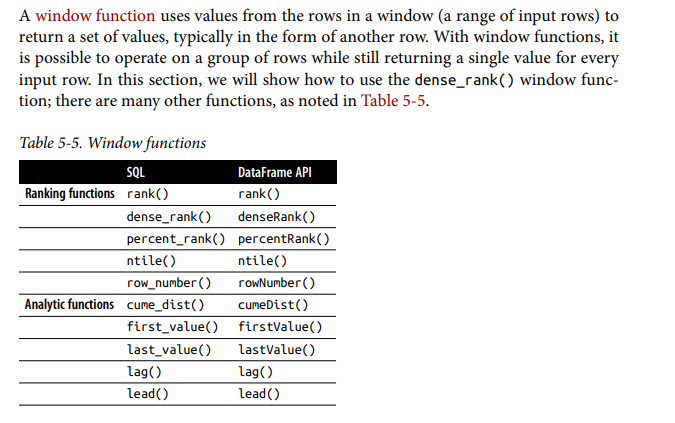 A window function uses values from the rows in a window (a range of input rows) to
return a set of values, typically in the form of another row. With window functions, it
is possible to operate on a group of rows while still returning a single value for every
input row. In this section, we will show how to use the dense_rank() window func-
tion; there are many other functions, as noted in Table 5-5.
Table 5-5. Window functions
SQL DataFrame API
Ranking functions rank() rank()
dense_rank() denseRank()
percent_rank() percentRank()
ntile() ntile()
row_number() rowNumber()
Analytic functions cume_dist() cumeDist()
first_value() firstValue()
last_value() lastValue()
lag() lag()
lead() lead()